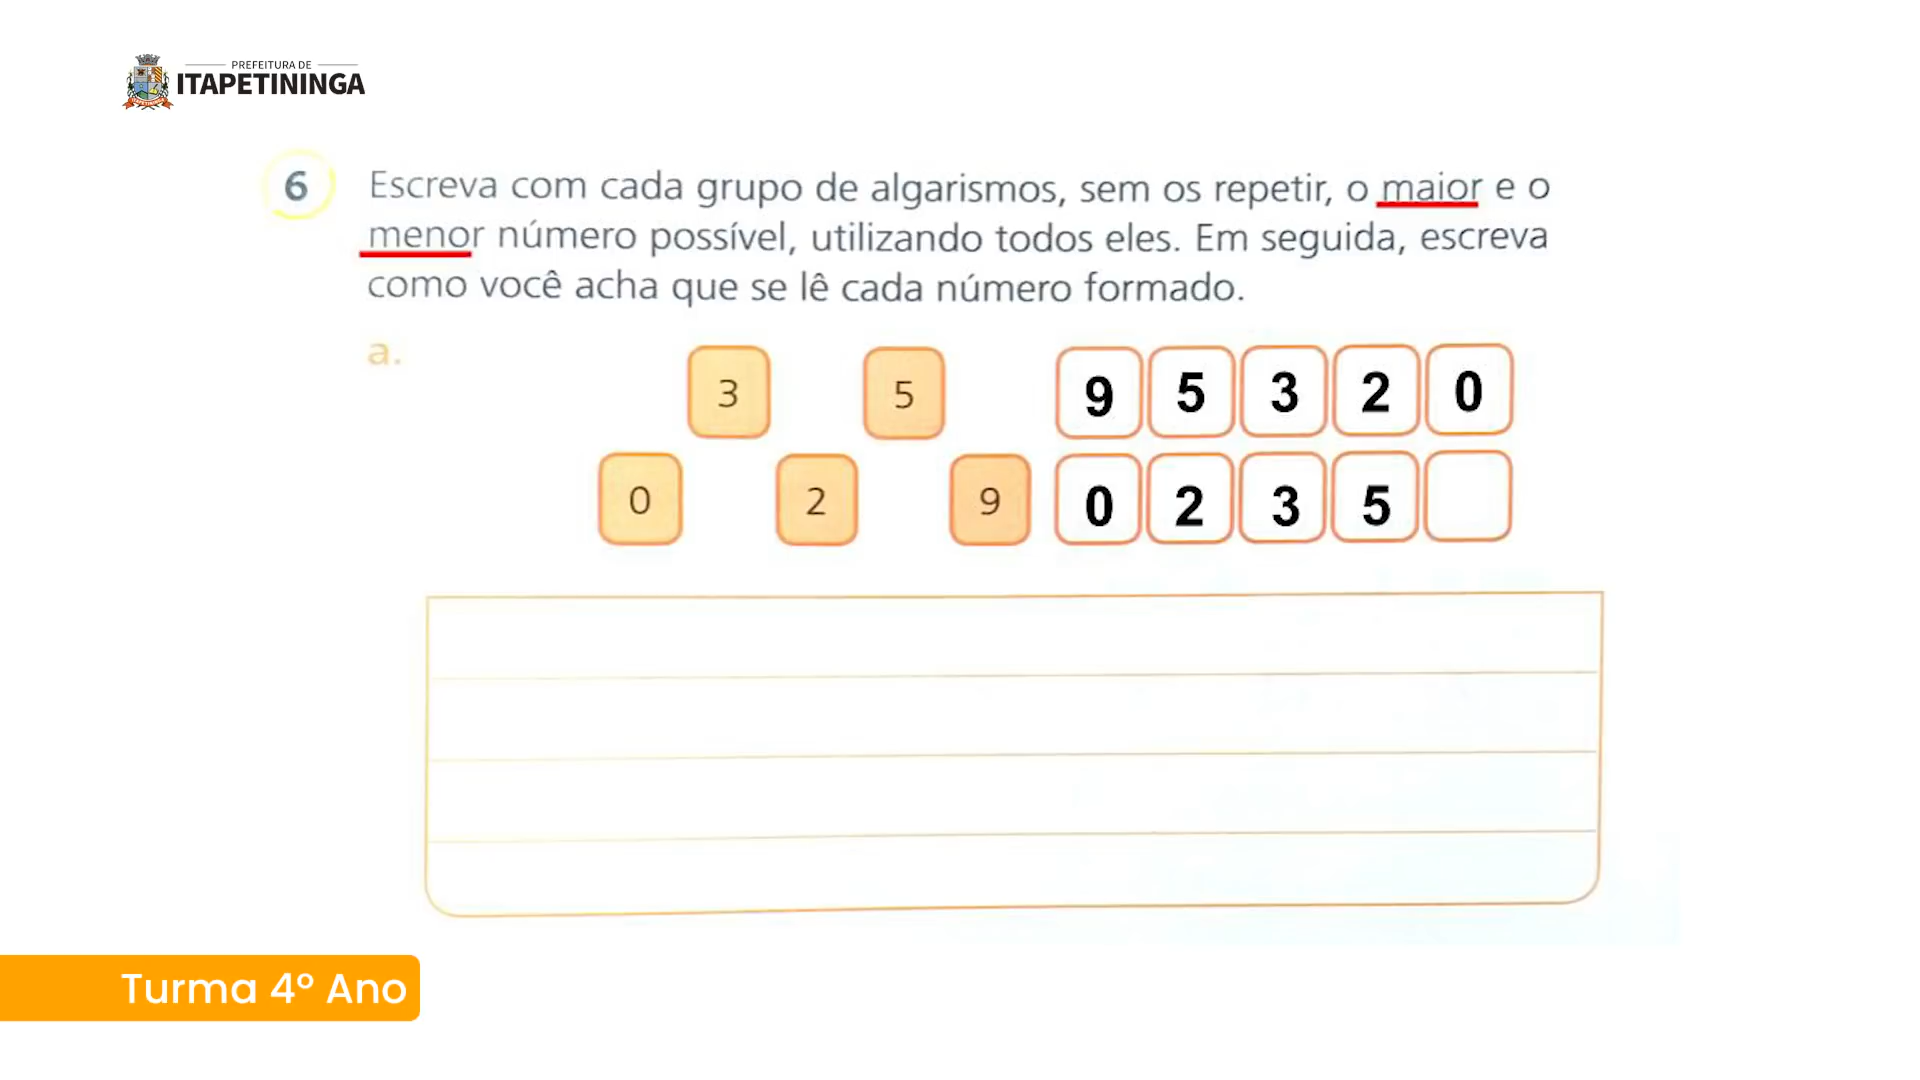 PREFEITURA DE
ITAPETININGA
6 Escreva com cada grupo de algarismos, sem os repetir, o maior e o
menor número possível, utilizando todos eles. Em seguida, escreva
como você acha que se lê cada número formado.
a.
3 5 9 5 3 2 0
0 2 9 0 2 3 5
Turma 4º Ano